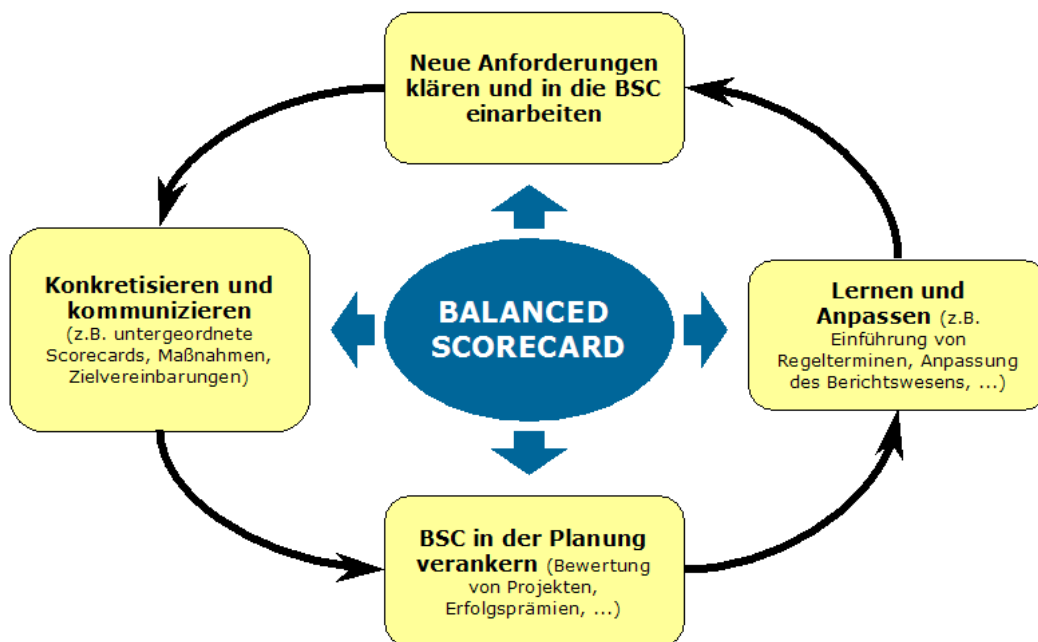 Neue Anforderungen
klären und in die BSC
einarbeiten
Konkretisieren und
kommunizieren
(z.B. untergeordnete
Scorecards, Maßnahmen,
Zielvereinbarungen)
BALANCED
SCORECARD
Lernen und
Anpassen (z.B.
Einführung von
Regelterminen, Anpassung
des Berichtswesens, ...)
BSC in der Planung
verankern (Bewertung
von Projekten,
Erfolgsprämien, ...)